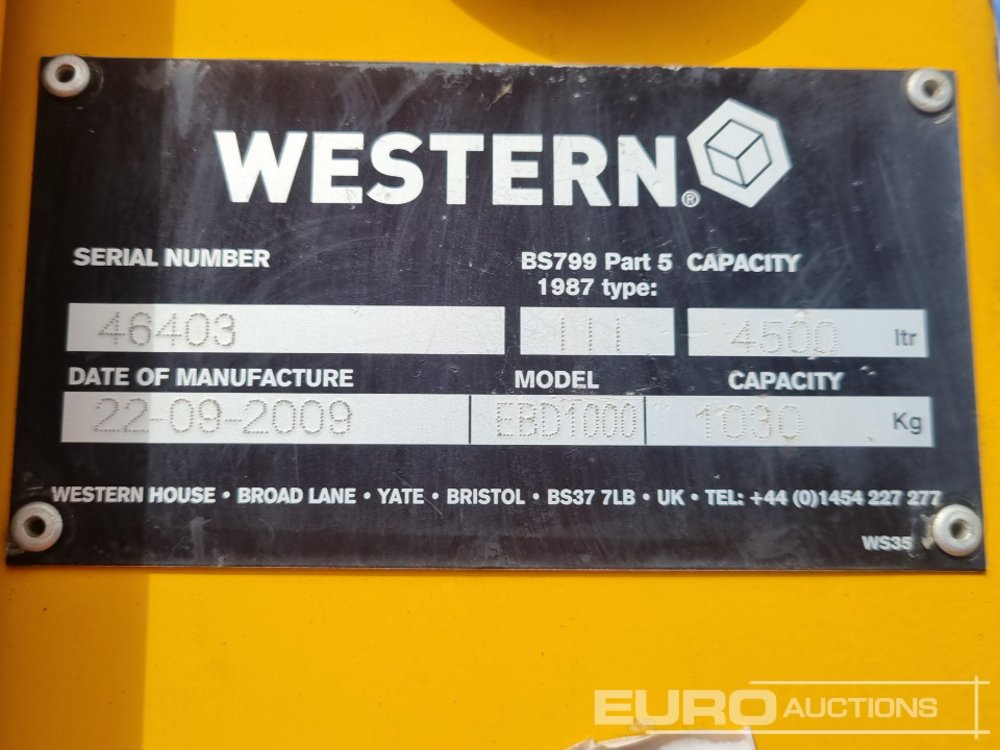 WESTERN®
SERIAL NUMBER BS799 Part 5 CAPACITY
1987 type:
46403 III 4500 ltr
DATE OF MANUFACTURE MODEL CAPACITY
22-09-2009 EBD1000 1030 Kg
WESTERN HOUSE • BROAD LANE • YATE • BRISTOL • BS37 7LB • UK • TEL: +44 (0)1454 227 277
WS35
EURO AUCTIONS